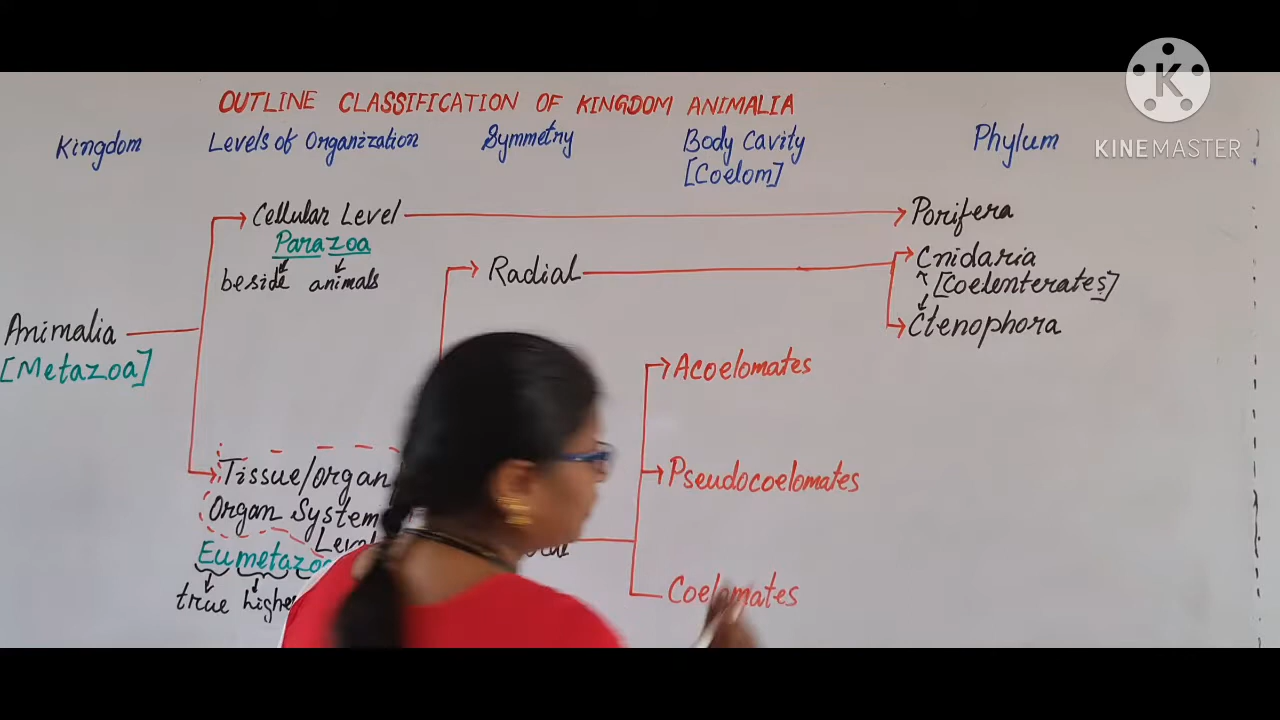 OUTLINE CLASSIFICATION OF KINGDOM ANIMALIA
Kingdom
Levels of Organization
Symmetry
Body Cavity
[Coelom]
Phylum
KINEMASTER
Cellular Level
Parazoa
beside animals
Porifera
Radial
Cnidaria
[Coelenterates]
Ctenophora
Animalia
[Metazoa]
Acoelomates
Tissue/organ
Pseudocoelomates
Organ System
Coelomates
true